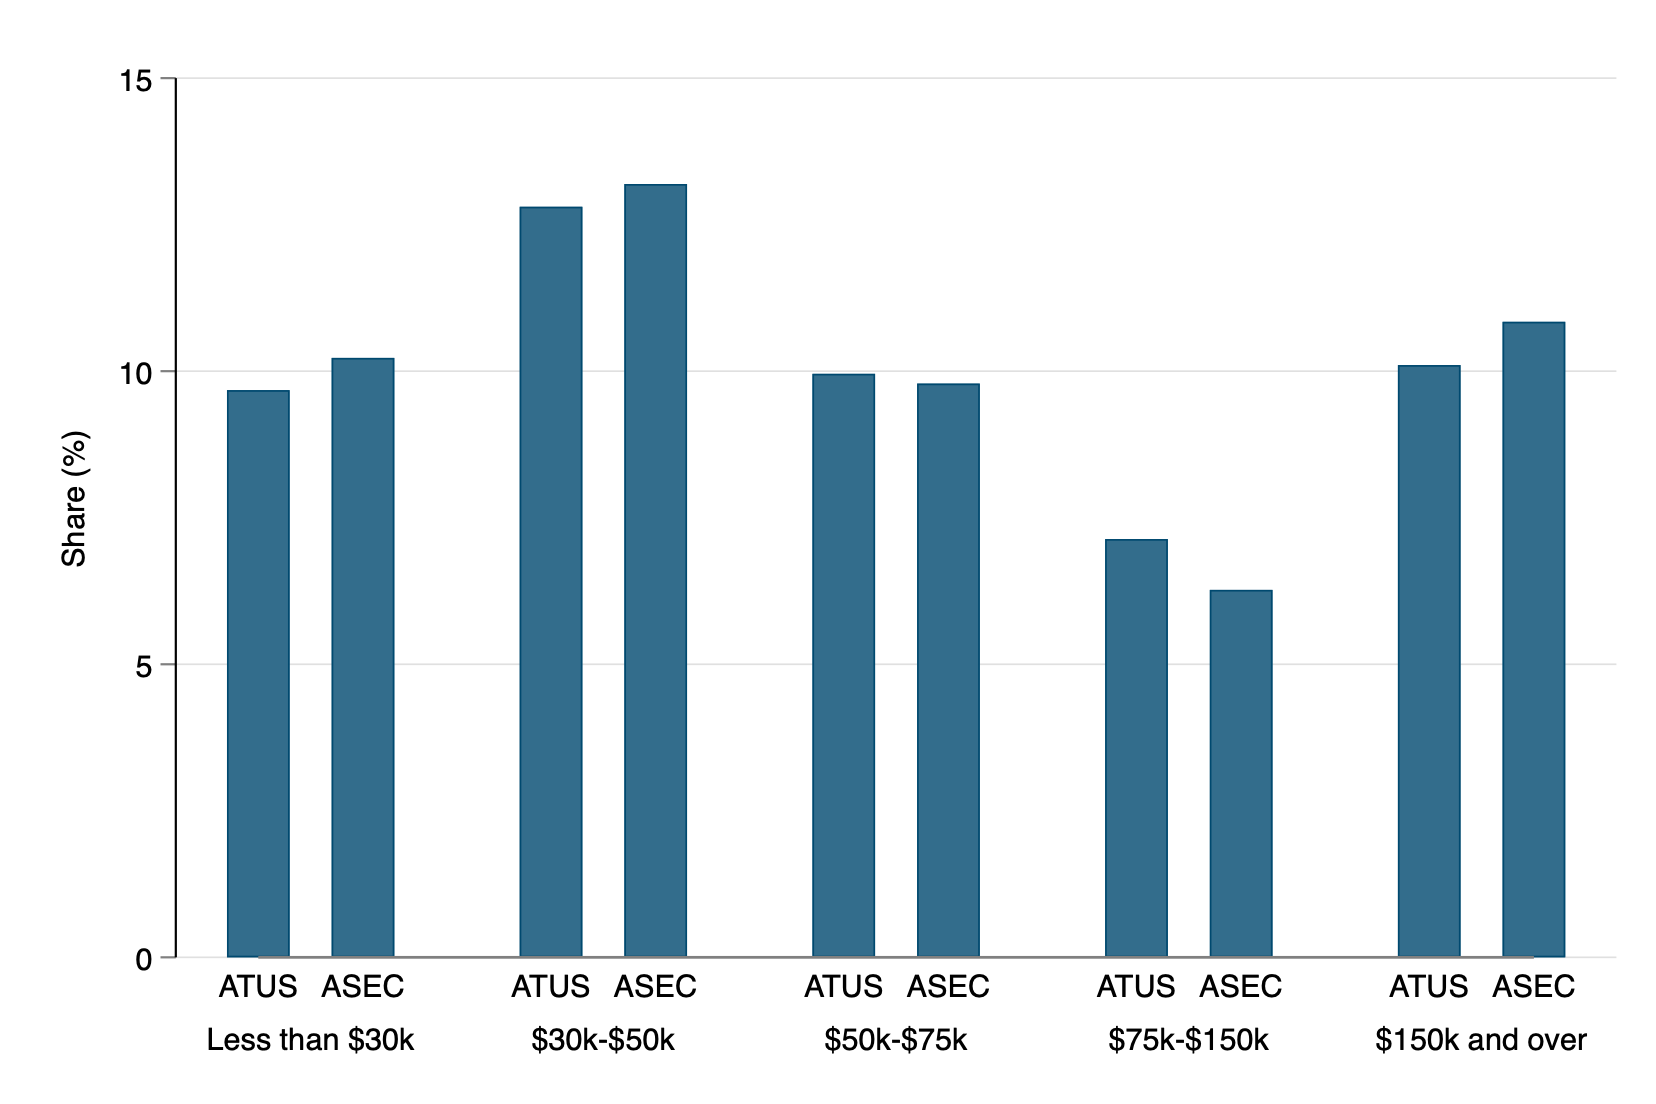 15
10
5
0
Share (%)
ATUS ASEC ATUS ASEC ATUS ASEC ATUS ASEC ATUS ASEC
Less than $30k $30k-$50k $50k-$75k $75k-$150k $150k and over